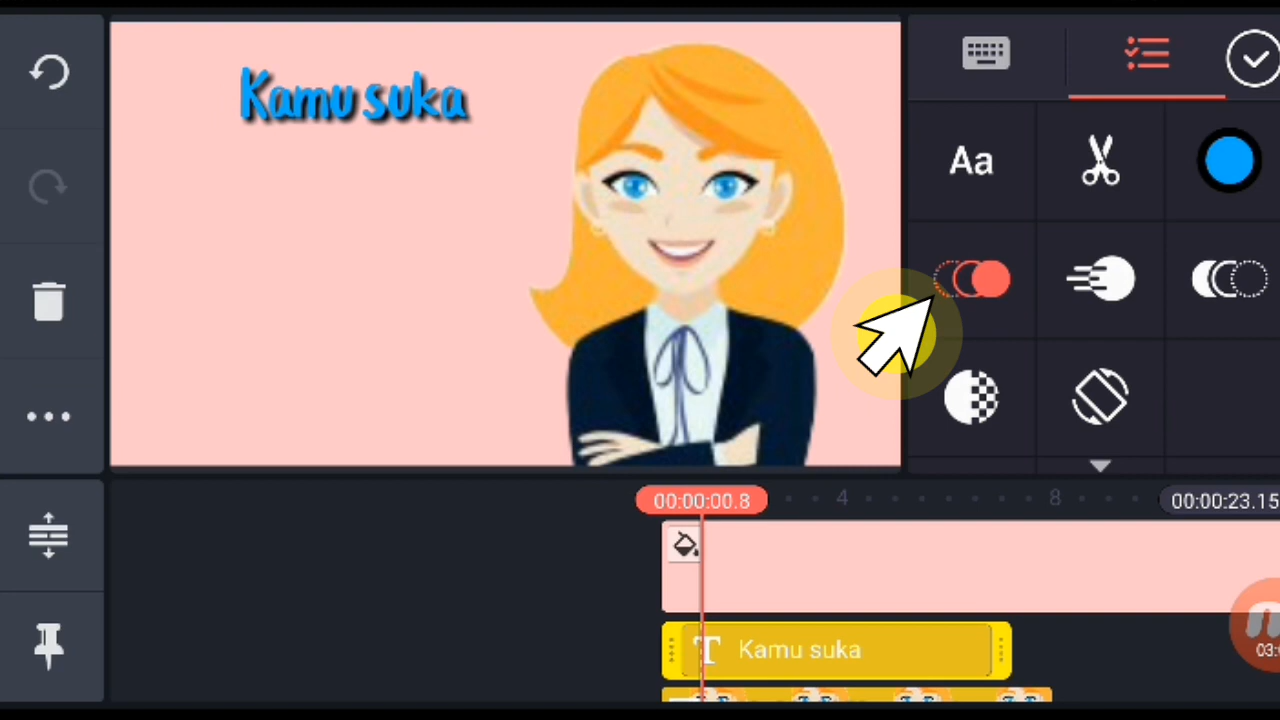 Kamu suka
Aa
00:00:00.8
4
8
00:00:23.15
T Kamu suka